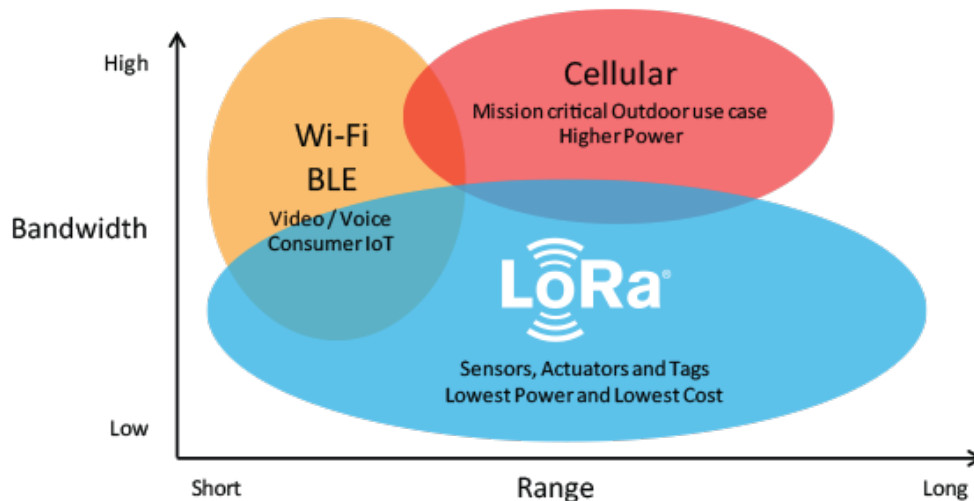 High
Bandwidth
Low
Wi-Fi
BLE
Video / Voice
Consumer IoT
Cellular
Mission critical Outdoor use case
Higher Power
LoRa®
Sensors, Actuators and Tags
Lowest Power and Lowest Cost
Short
Range
Long